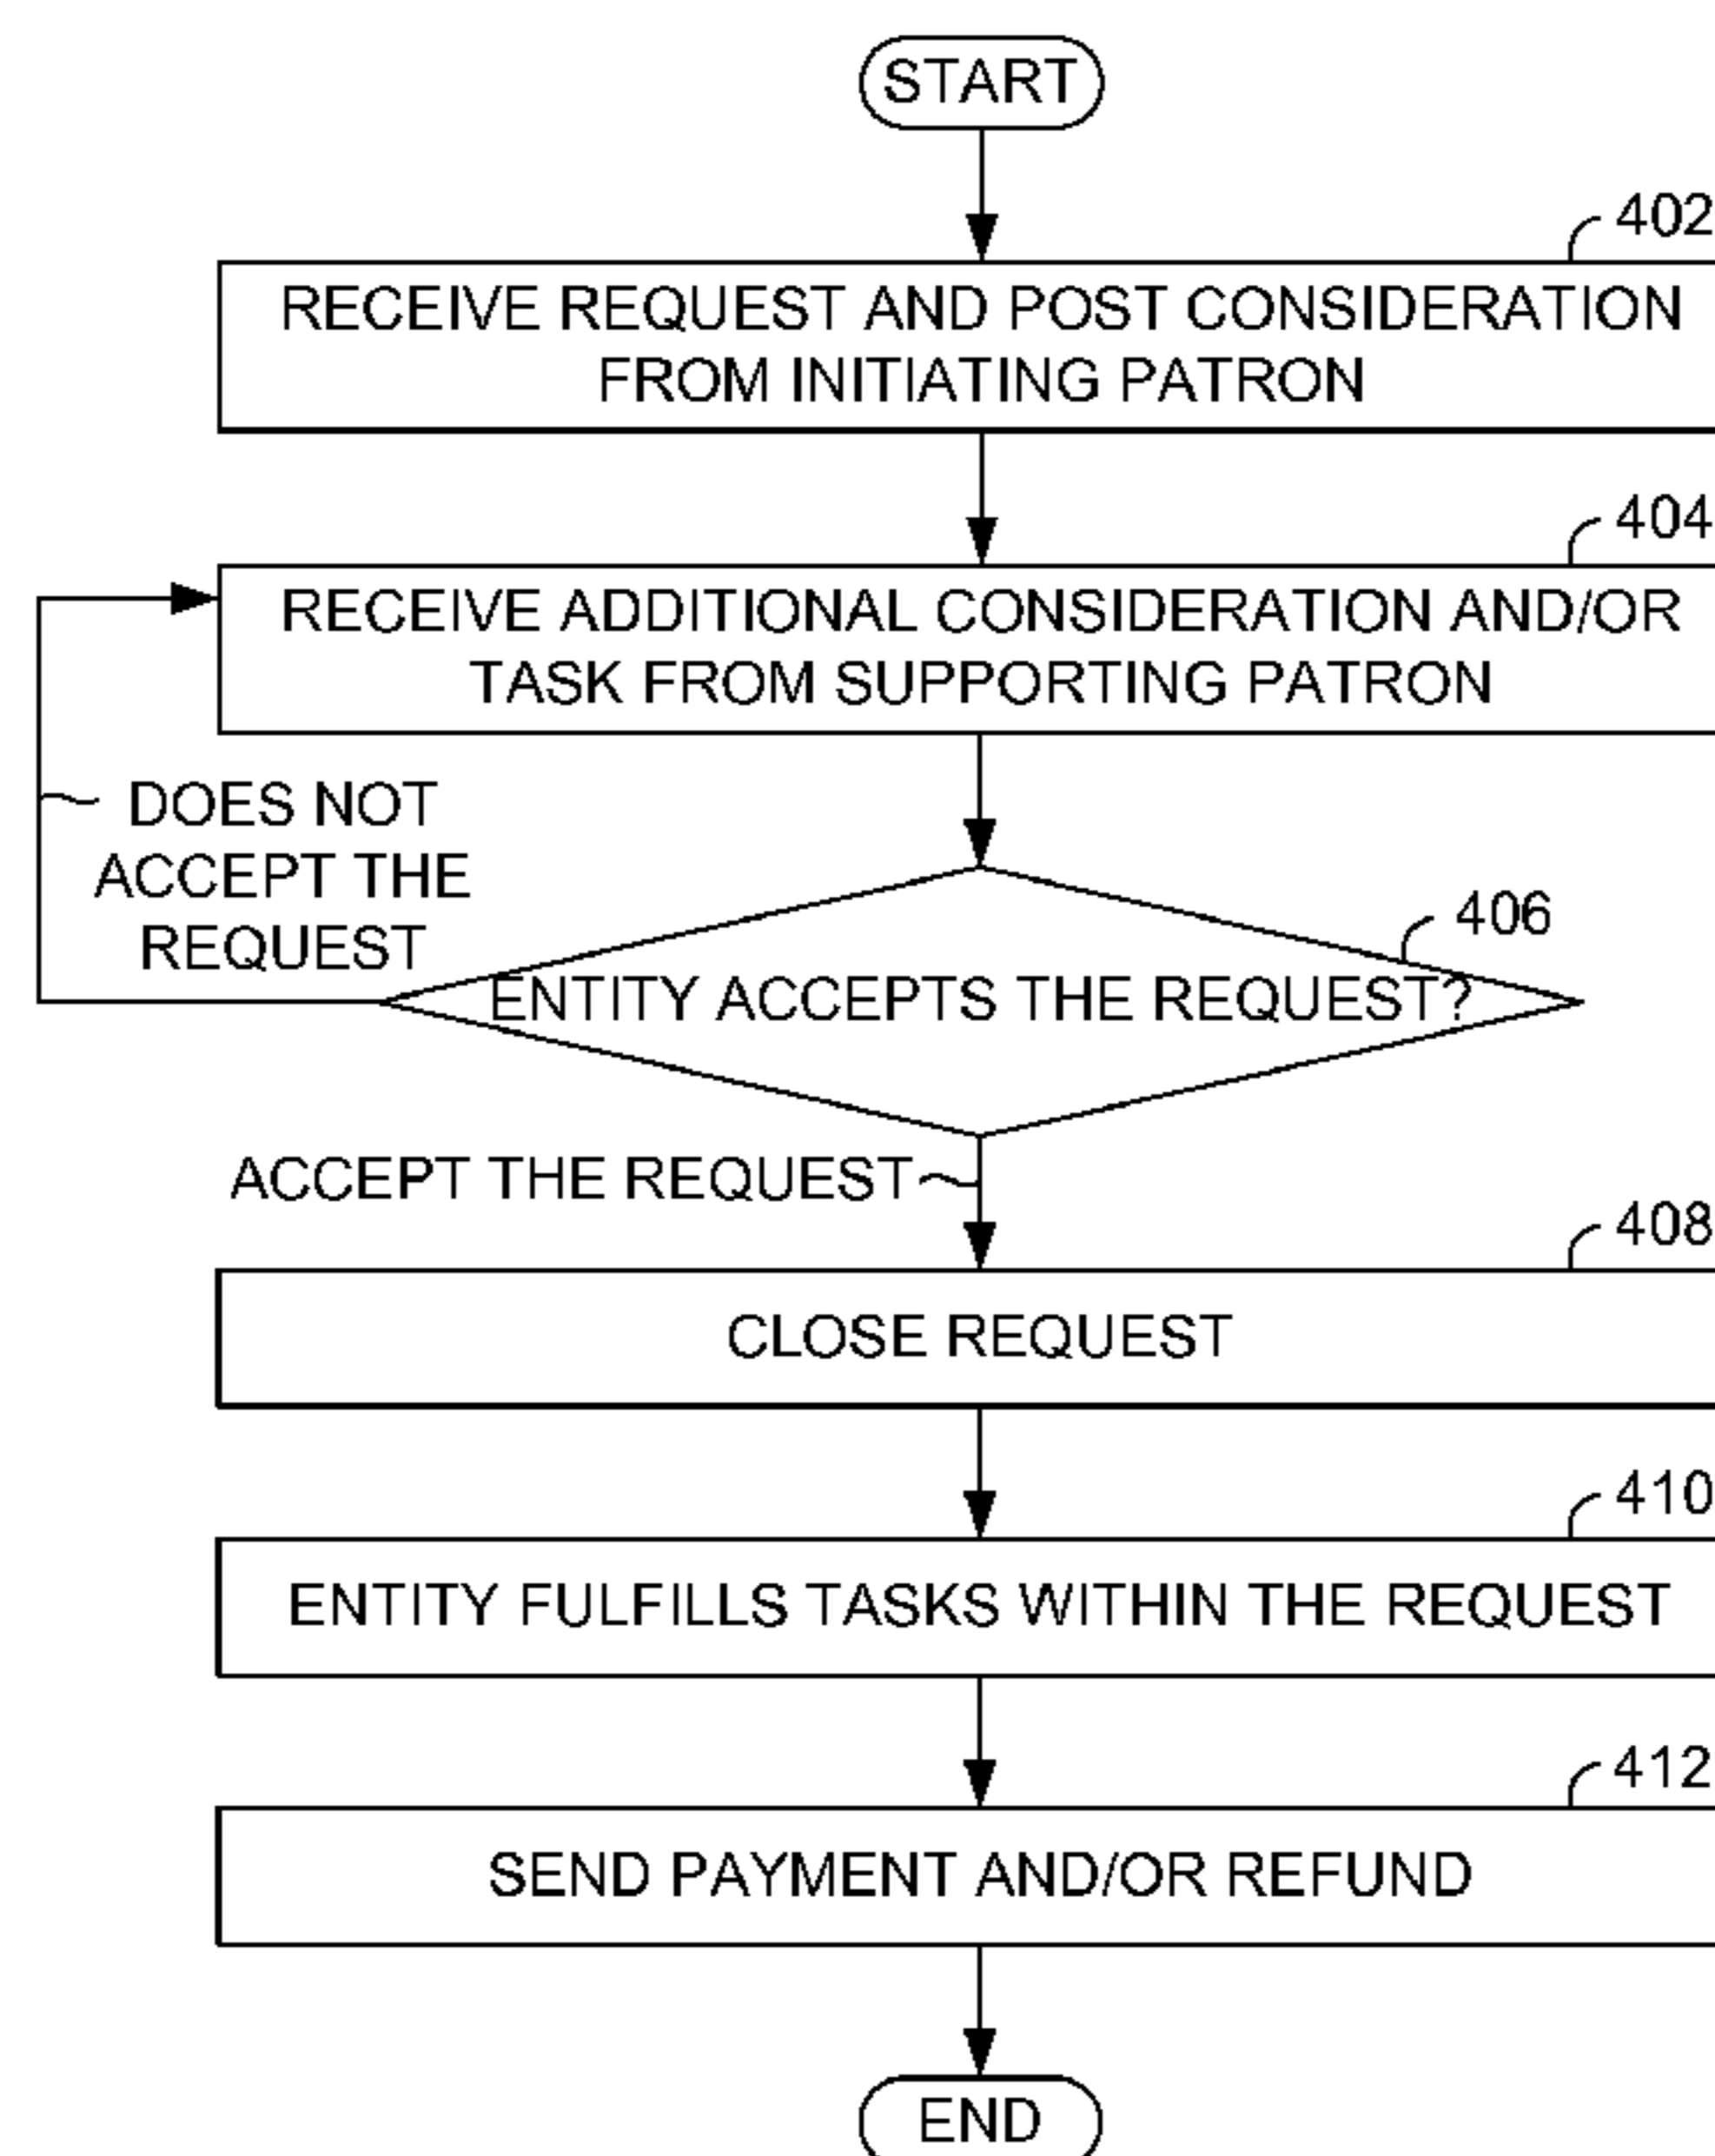 START
402
RECEIVE REQUEST AND POST CONSIDERATION
FROM INITIATING PATRON
404
RECEIVE ADDITIONAL CONSIDERATION AND/OR
TASK FROM SUPPORTING PATRON
DOES NOT
ACCEPT THE
REQUEST
406
ENTITY ACCEPTS THE REQUEST?
ACCEPT THE REQUEST
408
CLOSE REQUEST
410
ENTITY FULFILLS TASKS WITHIN THE REQUEST
412
SEND PAYMENT AND/OR REFUND
END